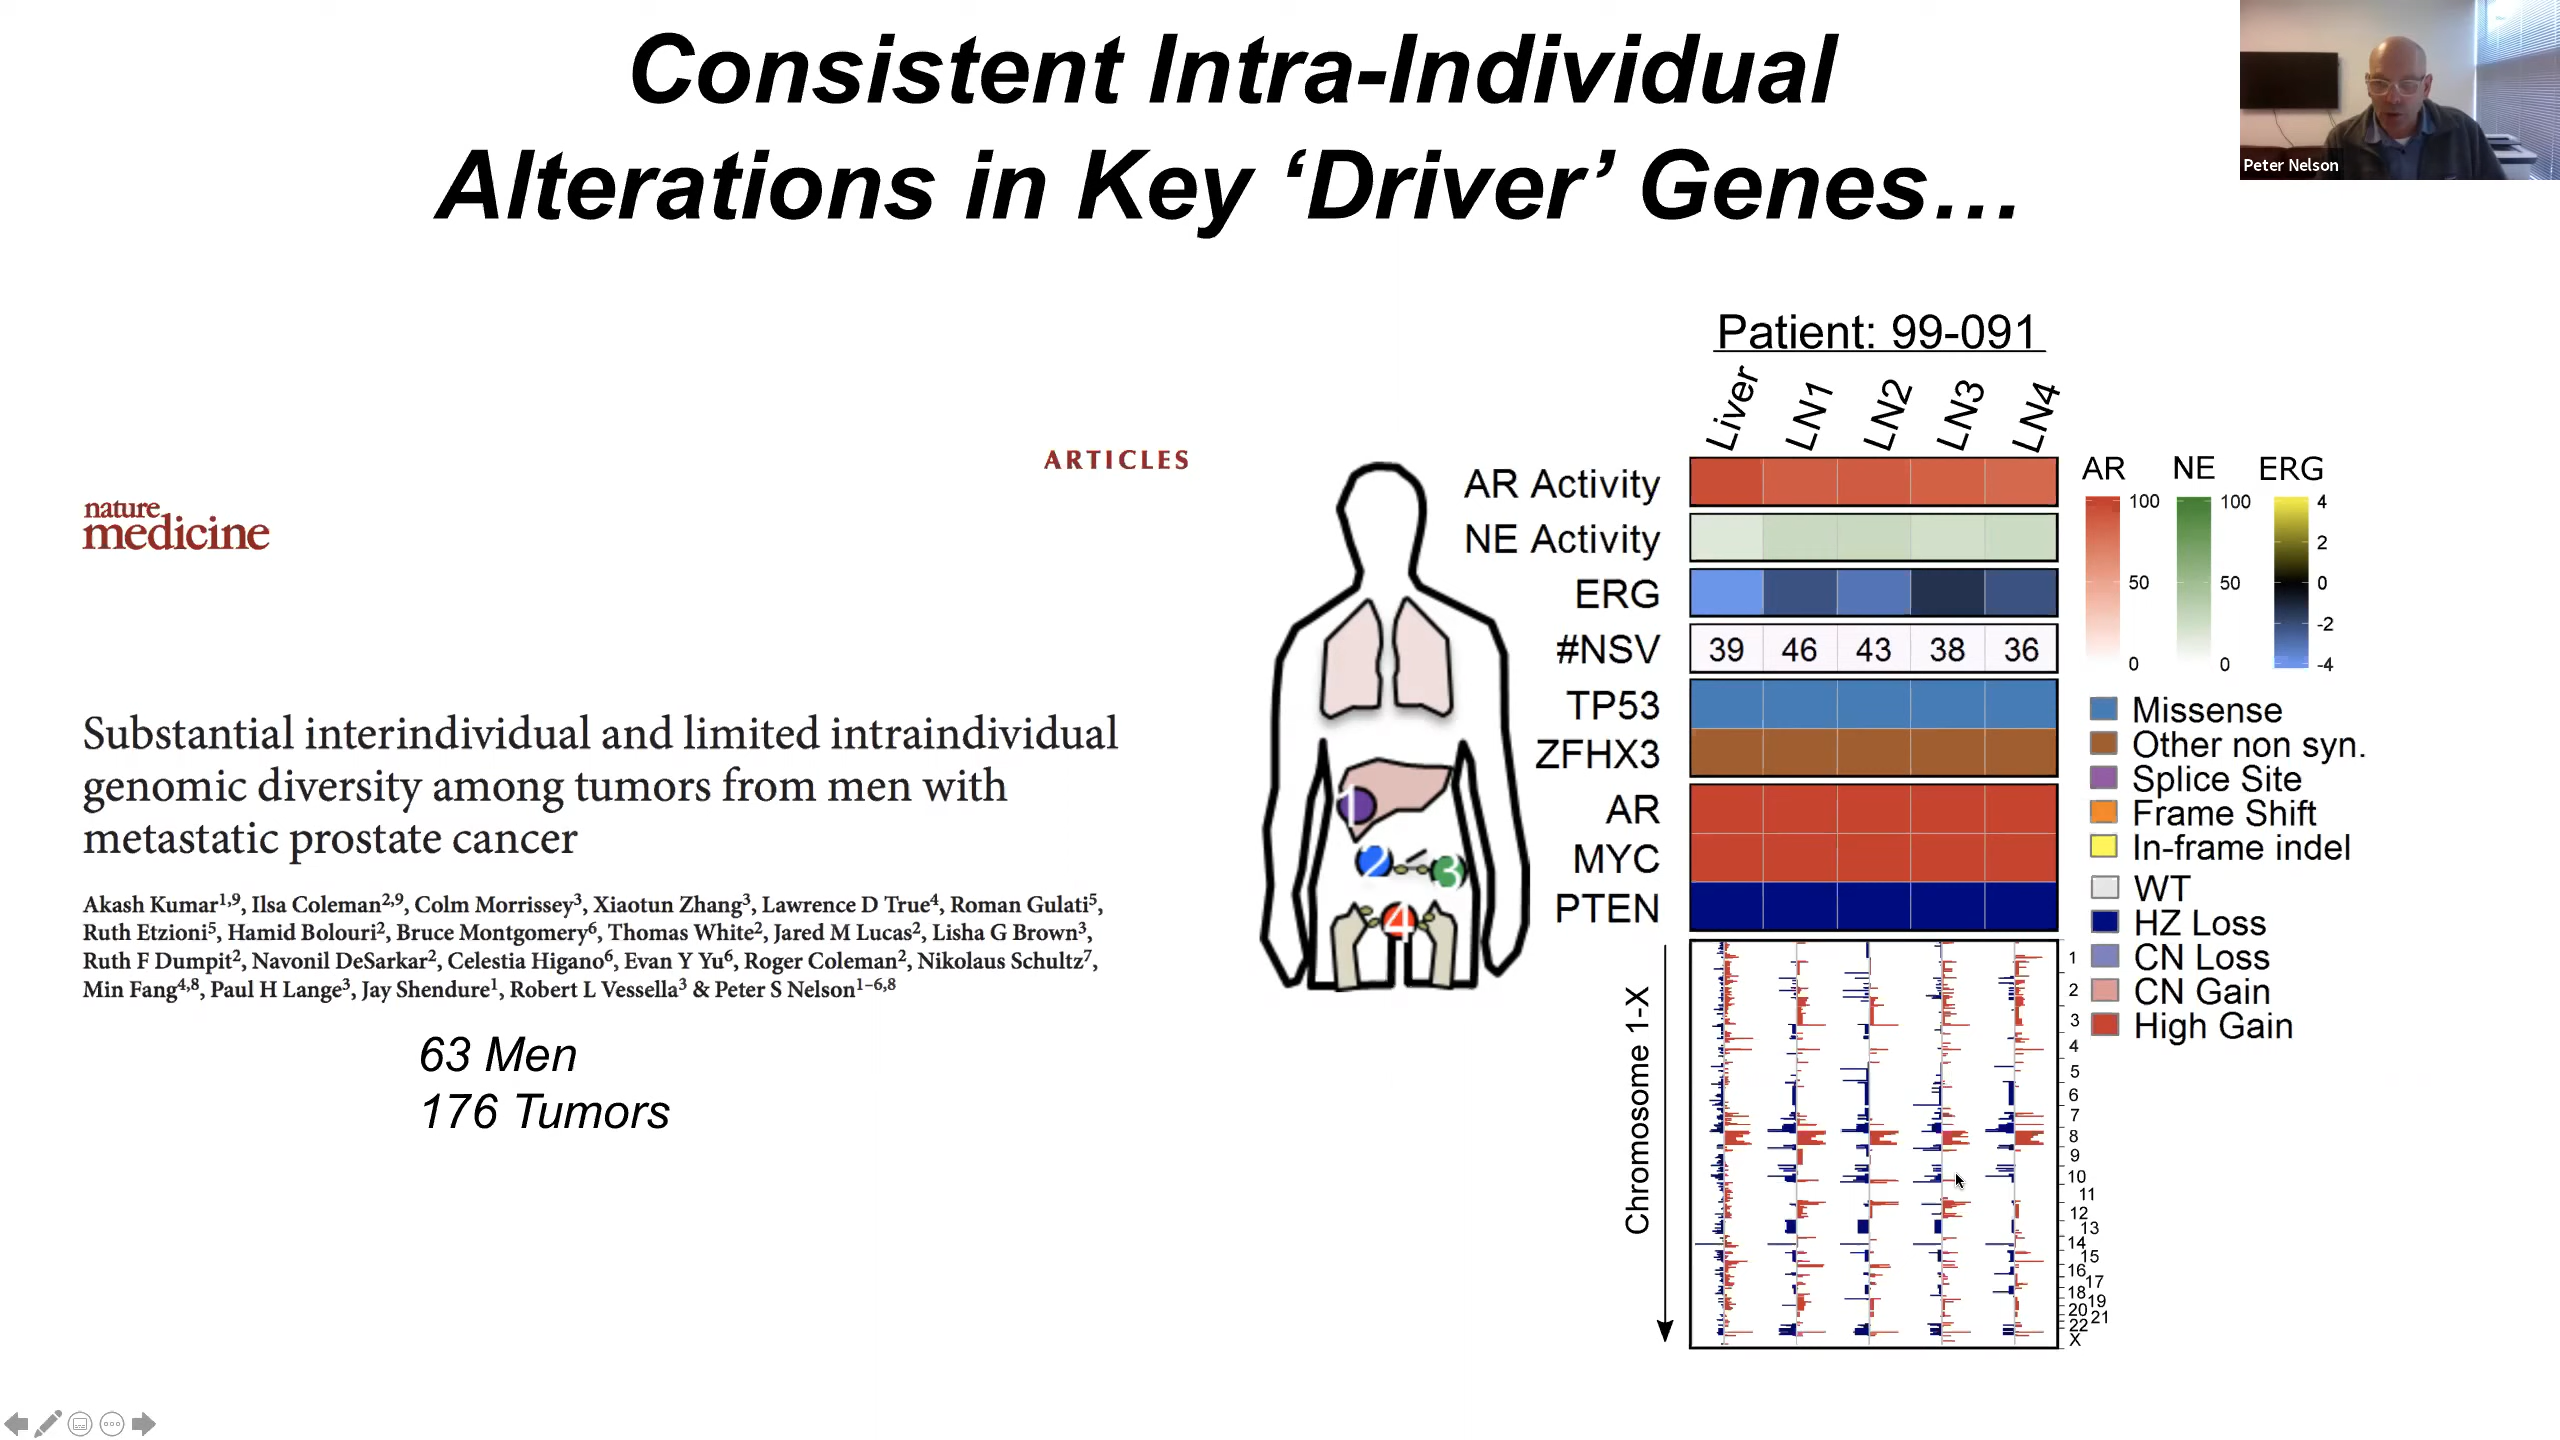 Consistent Intra-Individual
Alterations in Key ‘Driver’ Genes…
Peter Nelson
ARTICLES
nature
medicine
Substantial interindividual and limited intraindividual
genomic diversity among tumors from men with
metastatic prostate cancer
Akash Kumar1,9, Ilsa Coleman2,9, Colm Morrissey3, Xiaotun Zhang3, Lawrence D True4, Roman Gulati5,
Ruth Etzioni5, Hamid Bolouri2, Bruce Montgomery6, Thomas White2, Jared M Lucas2, Lisha G Brown3,
Ruth F Dumpit2, Navonil DeSarkar2, Celestia Higano6, Evan Y Yu6, Roger Coleman2, Nikolaus Schultz7,
Min Fang4,8, Paul H Lange3, Jay Shendure1, Robert L Vessella3 & Peter S Nelson1–6,8
63 Men
176 Tumors
1
2
3
4
Patient: 99-091
Liver LN1 LN2 LN3 LN4
AR Activity
NE Activity
ERG
#NSV 39 46 43 38 36
TP53
ZFHX3
AR
MYC
PTEN
Chromosome 1-X
1
2
3
4
5
6
7
8
9
10
11
12
13
14
15
16
17
18
19
20
21
22
X
AR NE ERG
100 100 4
2
50 50 0
-2
0 0 -4
Missense
Other non syn.
Splice Site
Frame Shift
In-frame indel
WT
HZ Loss
CN Loss
CN Gain
High Gain